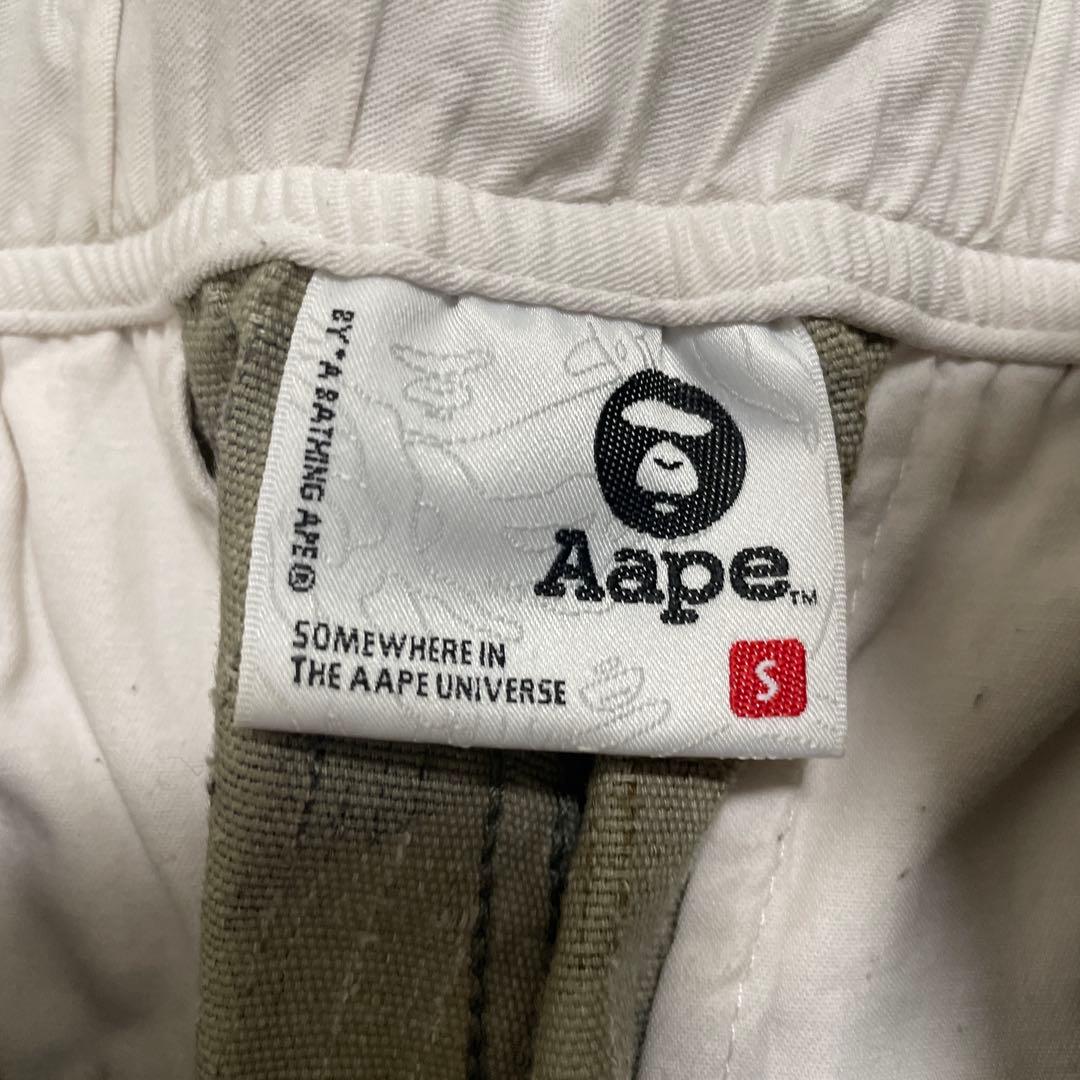 BY*A BATHING APE®
Aape™
SOMEWHERE IN
THE AAPE UNIVERSE
S